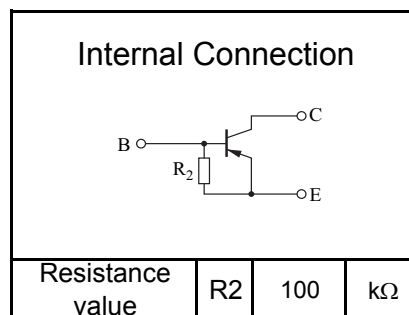 Internal Connection
C
B
R2
E
Resistance value R2 100 kΩ